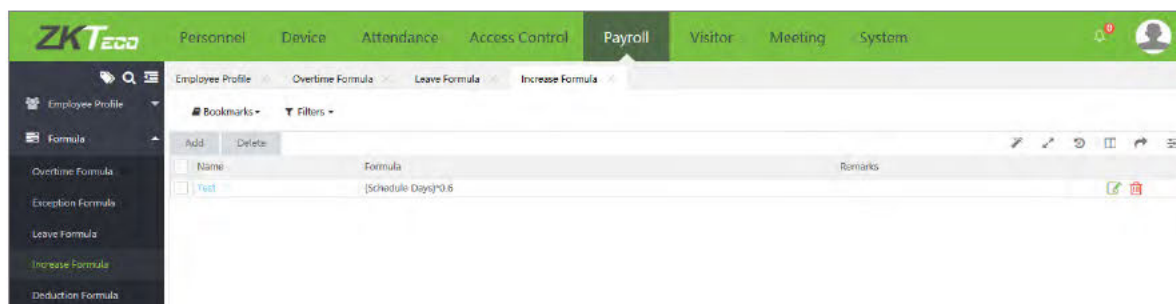 ZKTeco Personnel Device Attendance Access Control Payroll Visitor Meeting System 0
Employee Profile Overtime Formula Leave Formula Increase Formula
Employee Profile
Bookmarks Filters
Formula
Add Delete
Name Formula Remarks
Overtime Formula
Test {Schedule Days}*0.6
Exception Formula
Leave Formula
Increase Formula
Deduction Formula